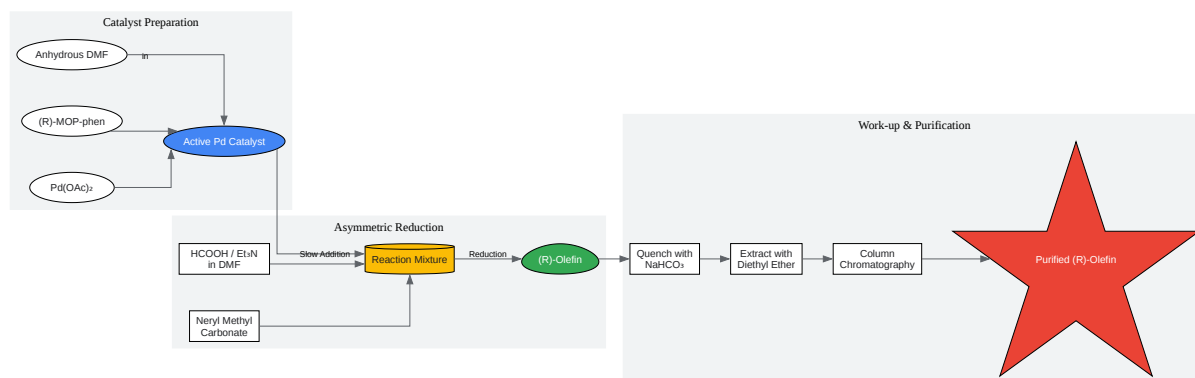 Catalyst Preparation
Anhydrous DMF
In
(R)-MOP-phen
Active Pd Catalyst
Pd(OAc)₂
Asymmetric Reduction
HCOOH / Et₃N
in DMF
Slow Addition
Reaction Mixture
Reduction
(R)-Olefin
Neryl Methyl
Carbonate
Work-up & Purification
Quench with
NaHCO₃
Extract with
Diethyl Ether
Column
Chromatography
Purified (R)-Olefin